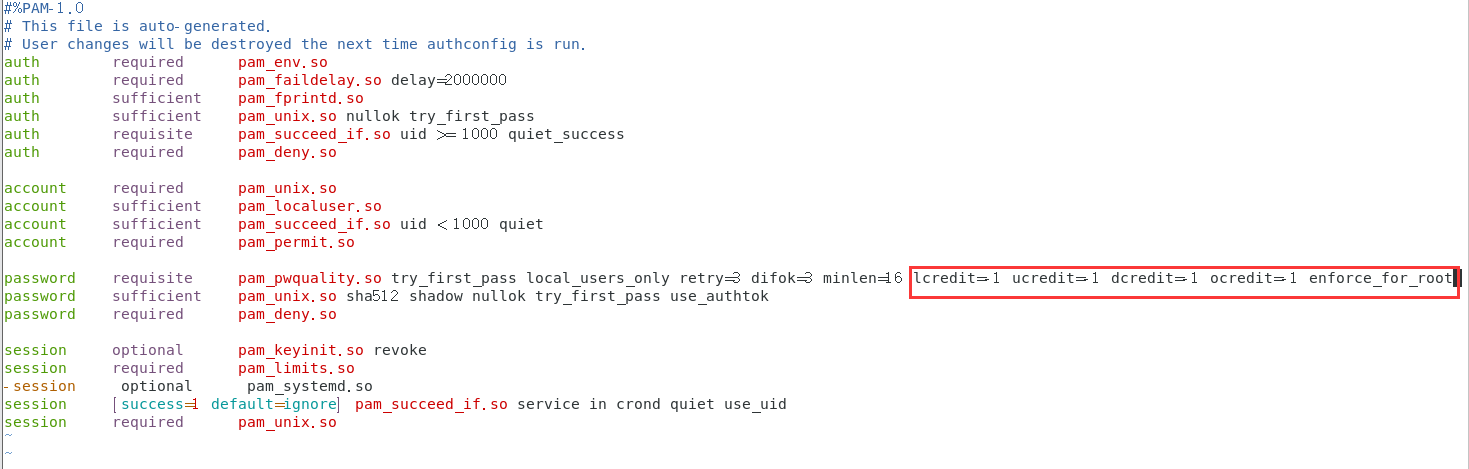 #%PAM-1.0
# This file is auto-generated.
# User changes will be destroyed the next time authconfig is run.
auth        required      pam_env.so
auth        required      pam_faildelay.so delay=2000000
auth        sufficient    pam_fprintd.so
auth        sufficient    pam_unix.so nullok try_first_pass
auth        requisite     pam_succeed_if.so uid >= 1000 quiet_success
auth        required      pam_deny.so

account     required      pam_unix.so
account     sufficient    pam_localuser.so
account     sufficient    pam_succeed_if.so uid < 1000 quiet
account     required      pam_permit.so

password    requisite     pam_pwquality.so try_first_pass local_users_only retry=3 difok=3 minlen=16 lcredit=-1 ucredit=-1 dcredit=-1 ocredit=-1 enforce_for_root
password    sufficient    pam_unix.so sha512 shadow nullok try_first_pass use_authtok
password    required      pam_deny.so

session     optional      pam_keyinit.so revoke
session     required      pam_limits.so
-session     optional      pam_systemd.so
session     [success=1 default=ignore] pam_succeed_if.so service in crond quiet use_uid
session     required      pam_unix.so
~
~